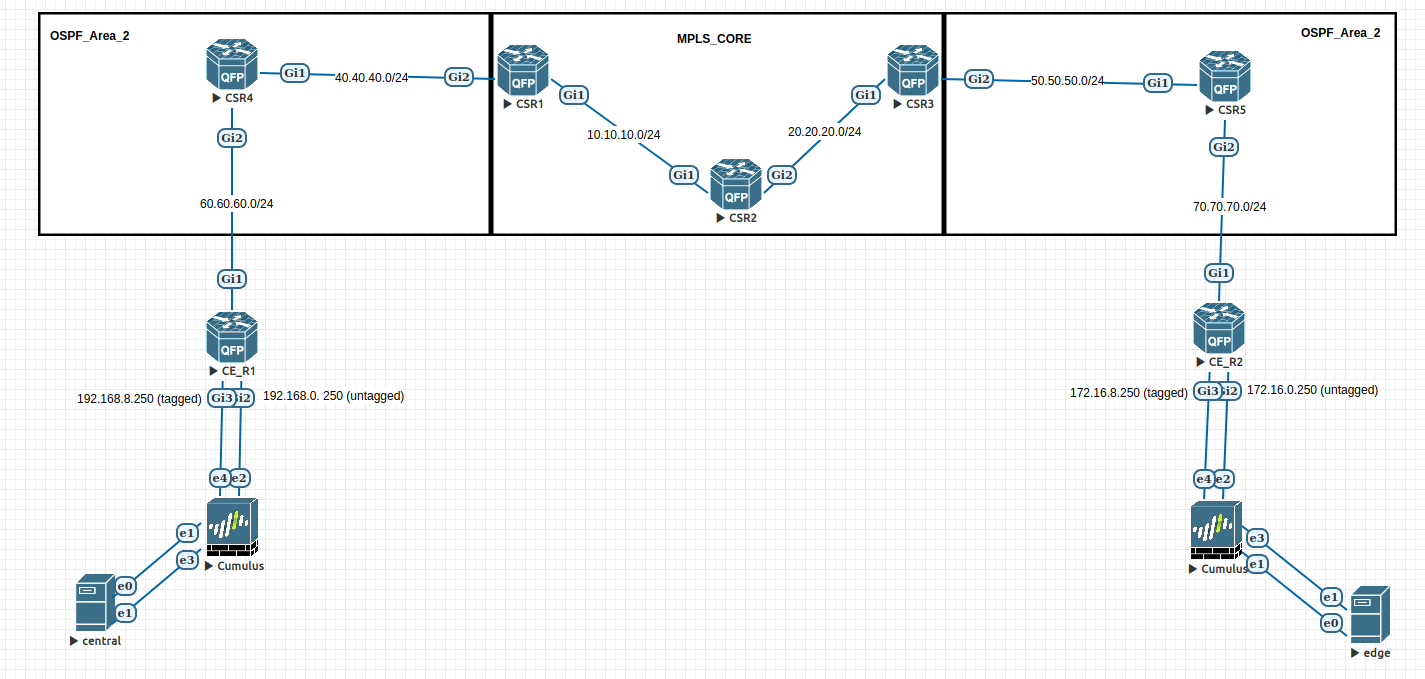 OSPF_Area_2
MPLS_CORE
OSPF_Area_2
QFP
CSR4
Gi1
40.40.40.0/24
Gi2
QFP
CSR1
Gi1
10.10.10.0/24
Gi1
QFP
CSR2
Gi2
20.20.20.0/24
Gi1
QFP
CSR3
Gi2
50.50.50.0/24
Gi1
QFP
CSR5
Gi2
60.60.60.0/24
Gi2
70.70.70.0/24
Gi1
QFP
CE_R1
Gi1
QFP
CE_R2
192.168.8.250 (tagged)
Gi3
Gi2
192.168.0. 250 (untagged)
172.16.8.250 (tagged)
Gi3
Gi2
172.16.0.250 (untagged)
e4
e2
e4
e2
Cumulus
e1
e3
Cumulus
e3
e1
e0
e1
central
e1
e0
edge